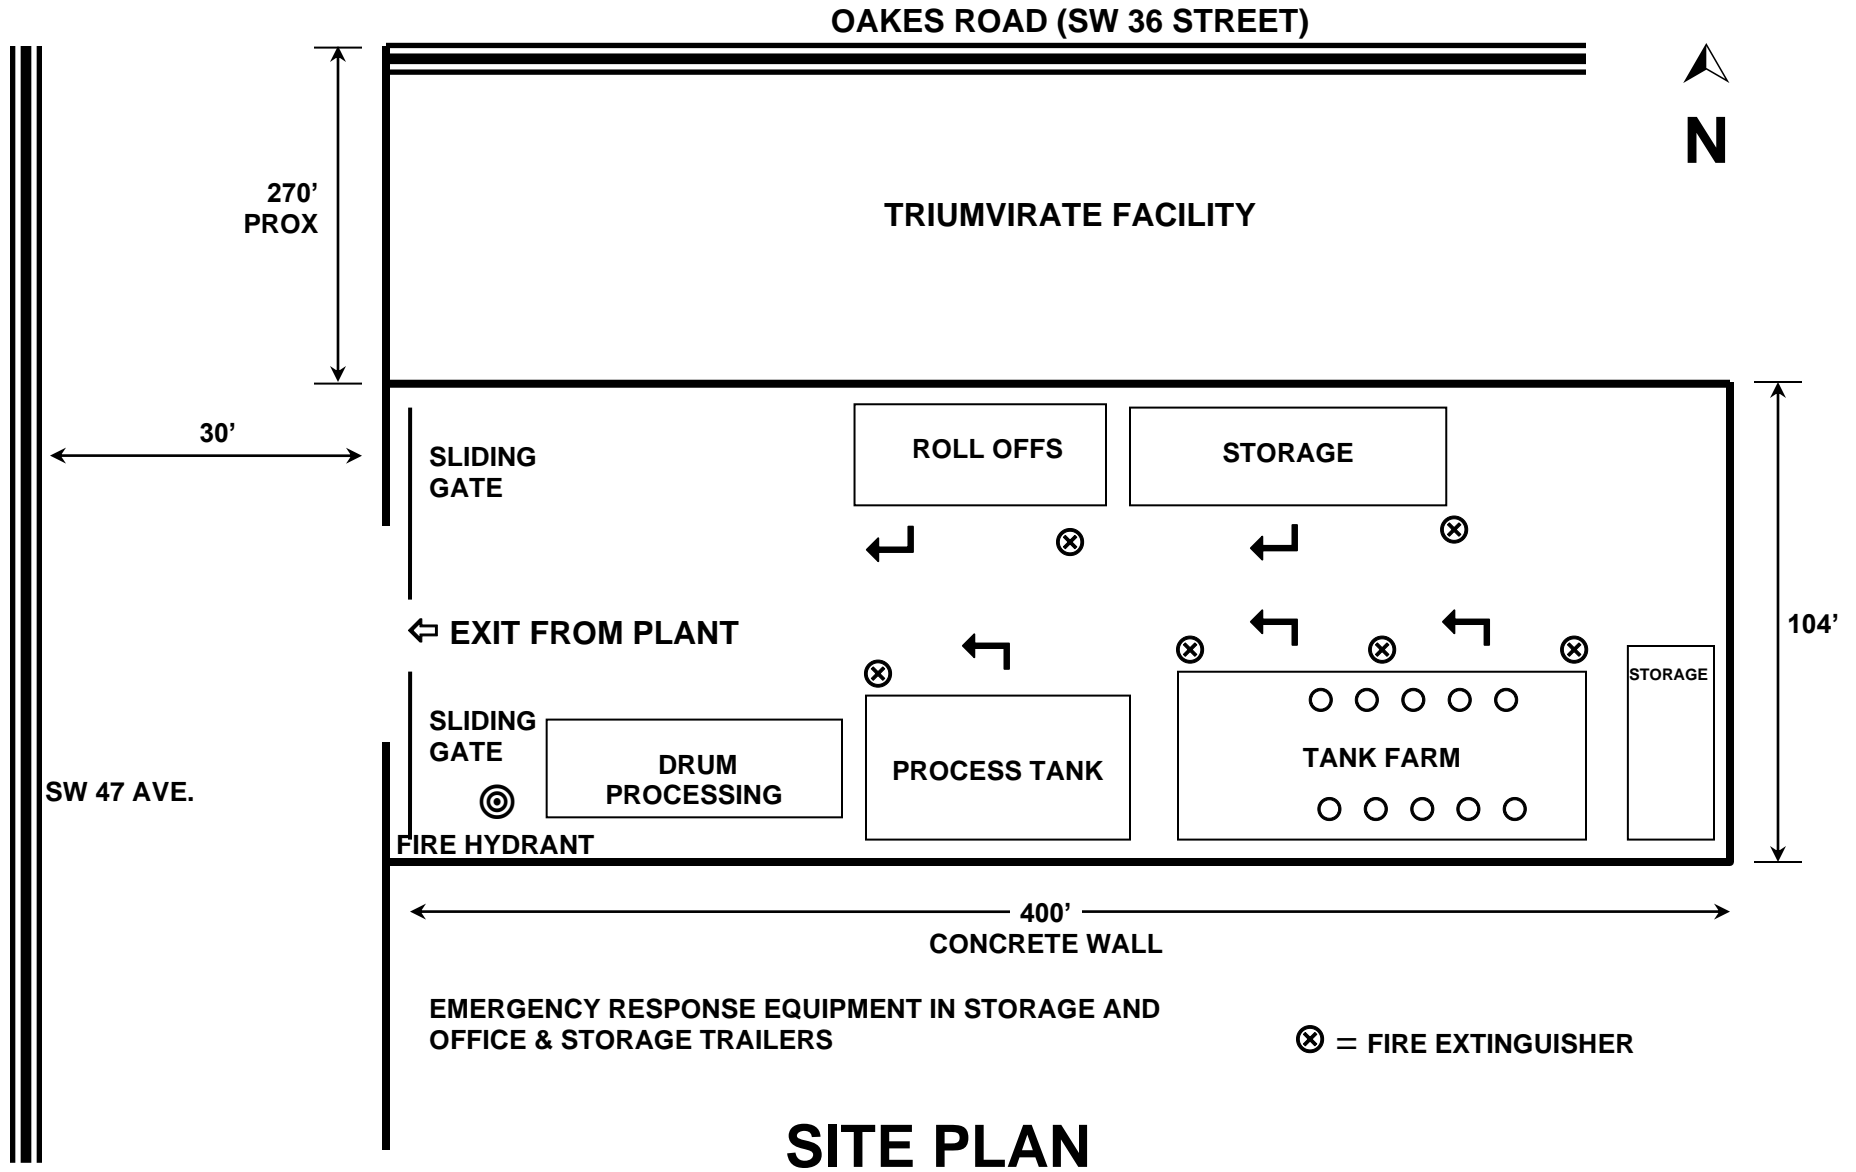 OAKES ROAD (SW 36 STREET)
N
270’
PROX
TRIUMVIRATE FACILITY
30’
SLIDING
GATE
ROLL OFFS
STORAGE
EXIT FROM PLANT
104’
STORAGE
SLIDING
GATE
DRUM
PROCESSING
PROCESS TANK
TANK FARM
SW 47 AVE.
FIRE HYDRANT
400’
CONCRETE WALL
EMERGENCY RESPONSE EQUIPMENT IN STORAGE AND
OFFICE & STORAGE TRAILERS
= FIRE EXTINGUISHER
SITE PLAN